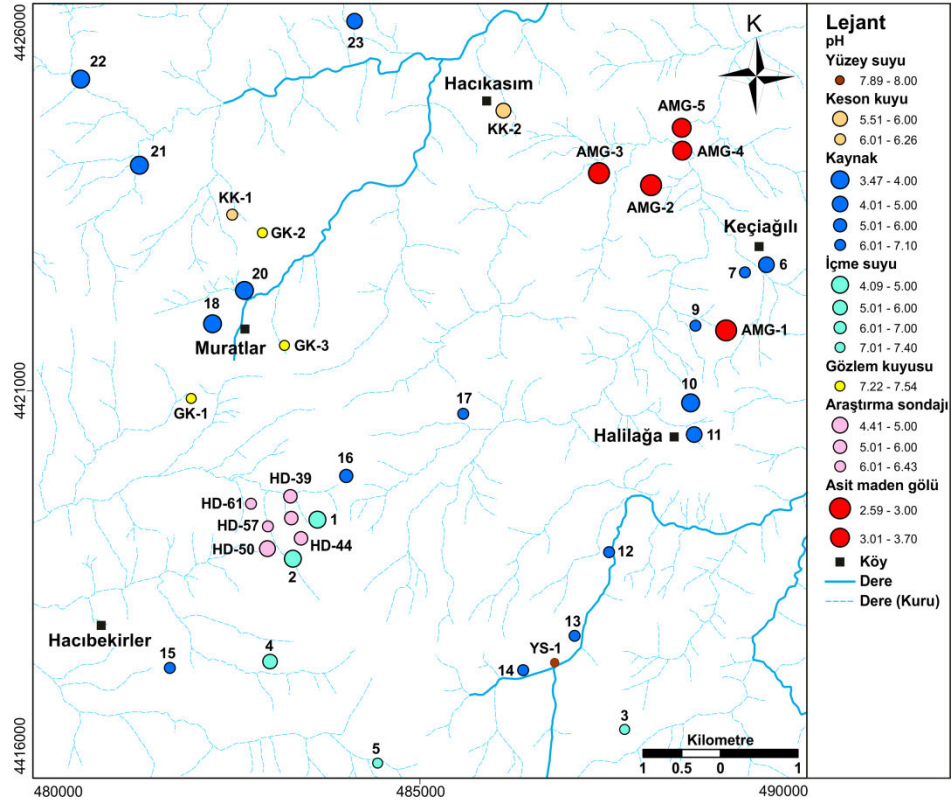 4426000
4421000
4416000
480000
485000
490000
22
23
K
Hacıkasım
KK-2
AMG-5
AMG-4
AMG-3
AMG-2
21
KK-1
GK-2
Keçiağılı
7
6
20
18
Muratlar
GK-3
9
AMG-1
GK-1
17
10
Halilağa
11
16
HD-39
HD-61
1
HD-57
HD-44
HD-50
2
12
Hacıbekirler
13
15
4
YS-1
14
3
5
Kilometre
1 0.5 0 1
Lejant
pH
Yüzey suyu
7.89 - 8.00
Keson kuyu
5.51 - 6.00
6.01 - 6.26
Kaynak
3.47 - 4.00
4.01 - 5.00
5.01 - 6.00
6.01 - 7.10
İçme suyu
4.09 - 5.00
5.01 - 6.00
6.01 - 7.00
7.01 - 7.40
Gözlem kuyusu
7.22 - 7.54
Araştırma sondajı
4.41 - 5.00
5.01 - 6.00
6.01 - 6.43
Asit maden gölü
2.59 - 3.00
3.01 - 3.70
Köy
Dere
Dere (Kuru)